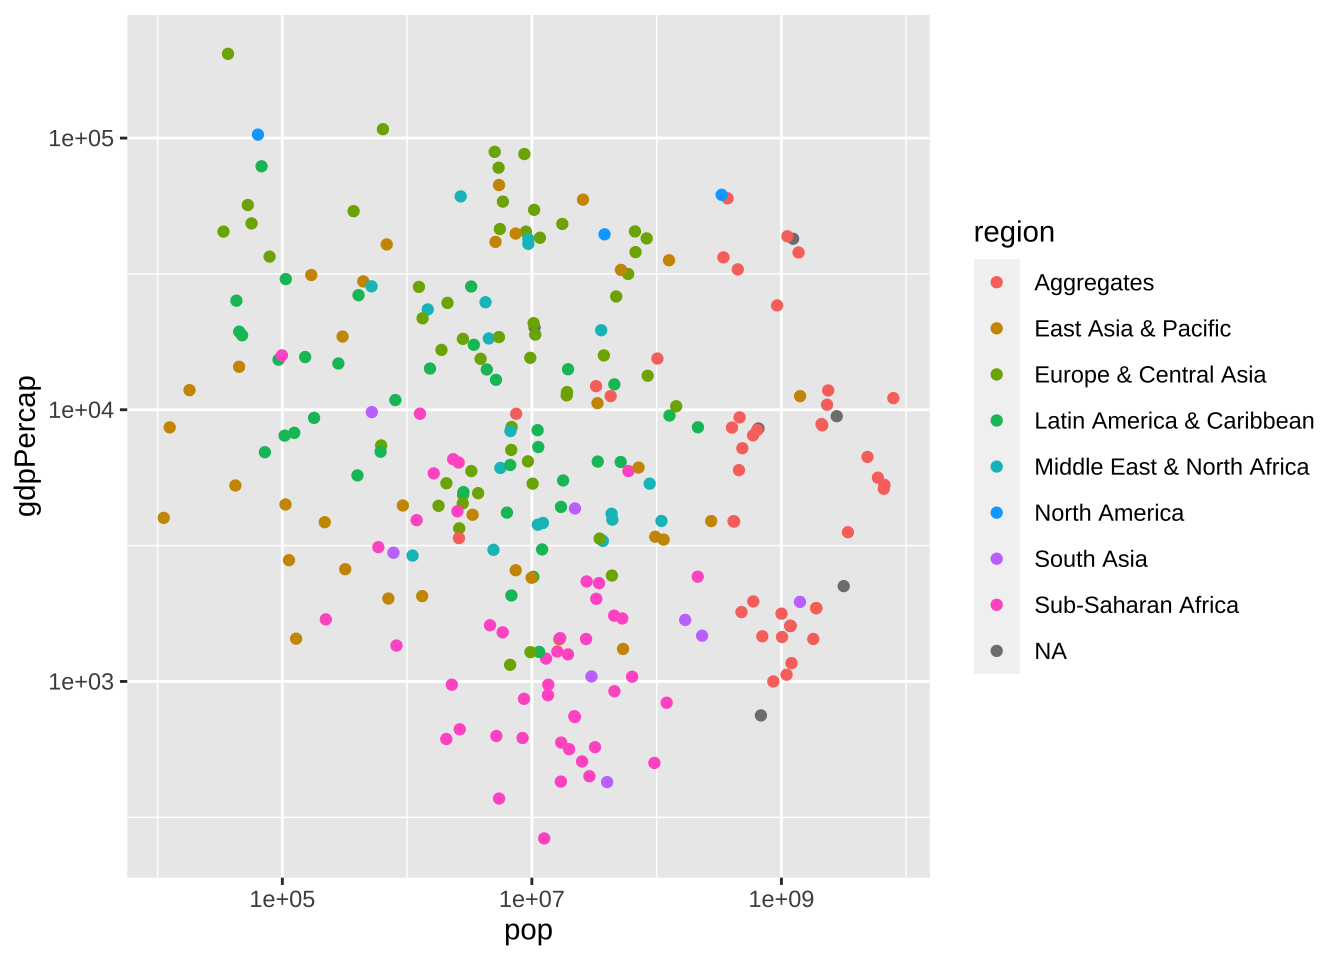 1e+05
1e+04
1e+03
gdpPercap
1e+05
1e+07
1e+09
pop
region
Aggregates
East Asia & Pacific
Europe & Central Asia
Latin America & Caribbean
Middle East & North Africa
North America
South Asia
Sub-Saharan Africa
NA